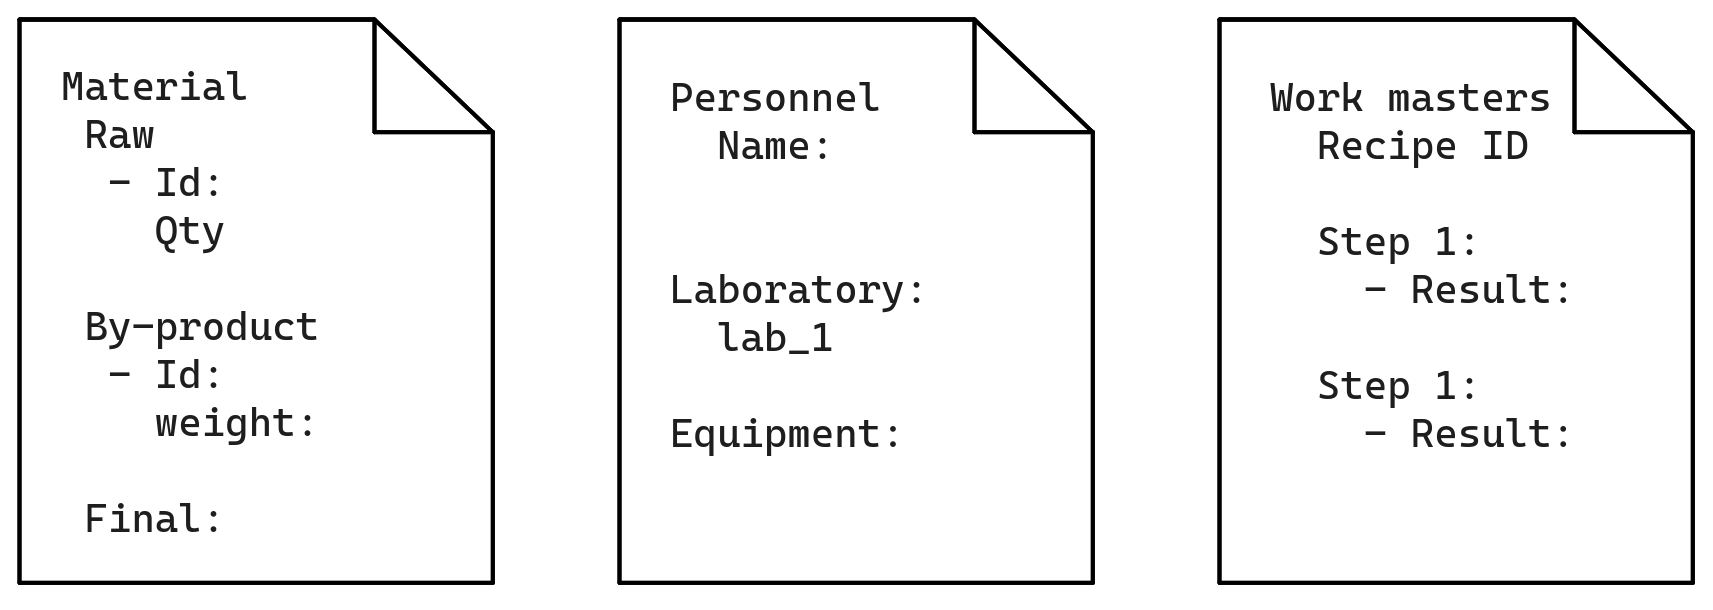 Material
Raw
- Id:
Qty
By-product
- Id:
weight:
Final:
Personnel
Name:
Laboratory:
lab_1
Equipment:
Work masters
Recipe ID
Step 1:
- Result:
Step 1:
- Result: